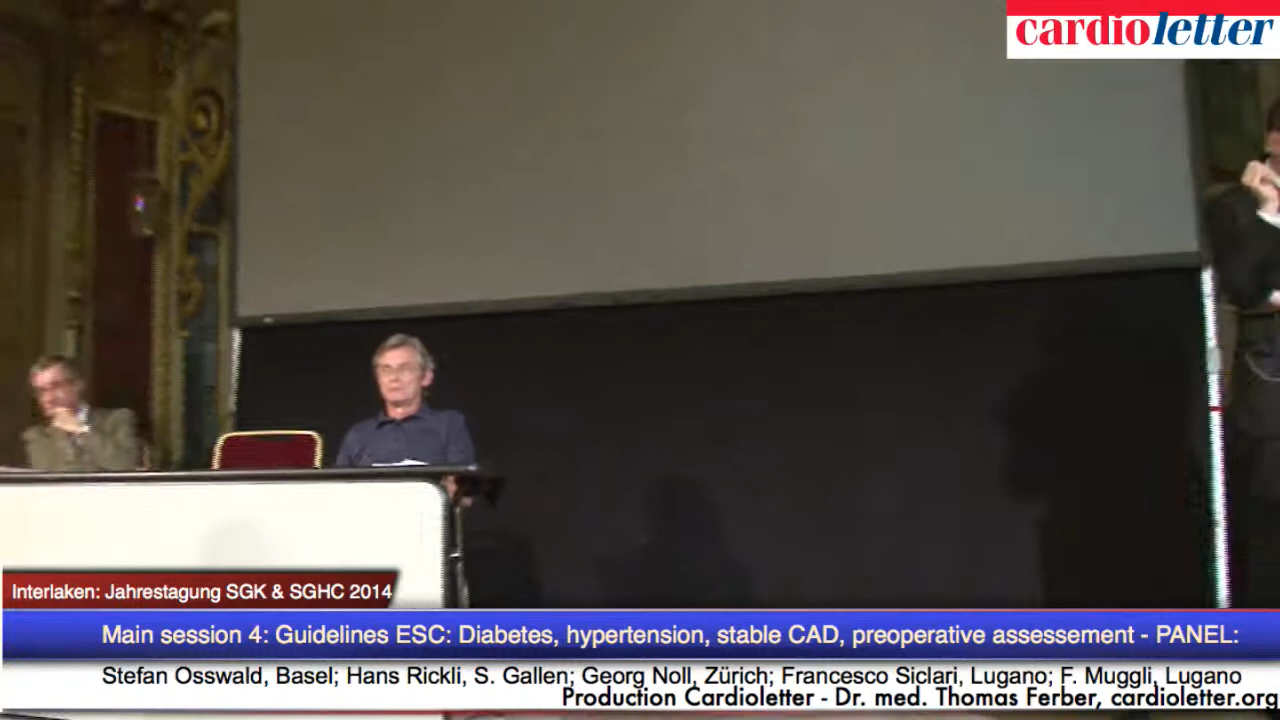 cardioletter
Interlaken: Jahrestagung SGK & SGHC 2014
Main session 4: Guidelines ESC: Diabetes, hypertension, stable CAD, preoperative assessement - PANEL:
Stefan Osswald, Basel; Hans Rickli, S. Gallen; Georg Noll, Zürich; Francesco Siclari, Lugano; F. Muggli, Lugano
Production Cardioletter - Dr. med. Thomas Ferber, cardioletter.org